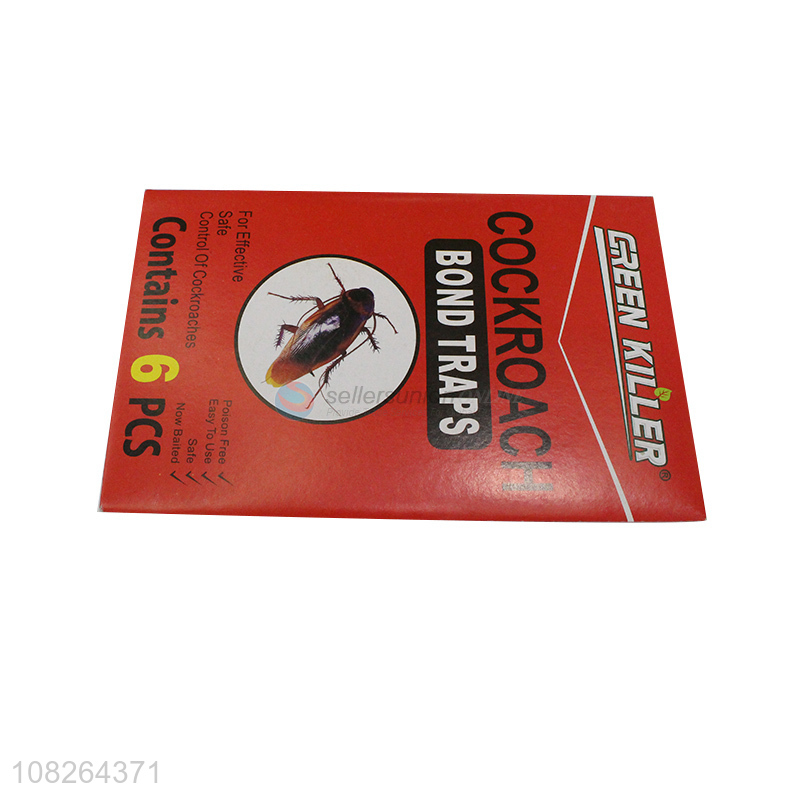 GREEN KILLER®
COCKROACH
BOND TRAPS
For Effective
Safe
Control Of Cockroaches
Poison Free ✓
Easy To Use ✓
Safe ✓
Now Baited ✓
Contains 6 PCS
108264371